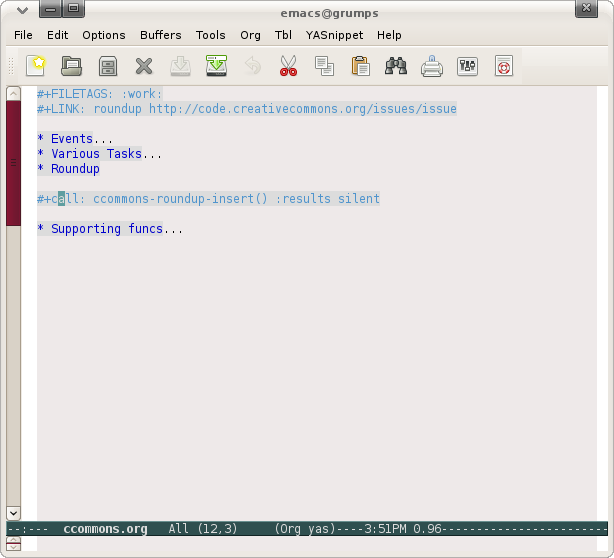 emacs@grumps
File Edit Options Buffers Tools Org Tbl YASnippet Help
#+FILETAGS: :work:
#+LINK: roundup http://code.creativecommons.org/issues/issue
* Events...
* Various Tasks...
* Roundup
#+call: ccommons-roundup-insert() :results silent
* Supporting funcs...
--:--- ccommons.org All (12,3) (Org yas)----3:51PM 0.96------------------------